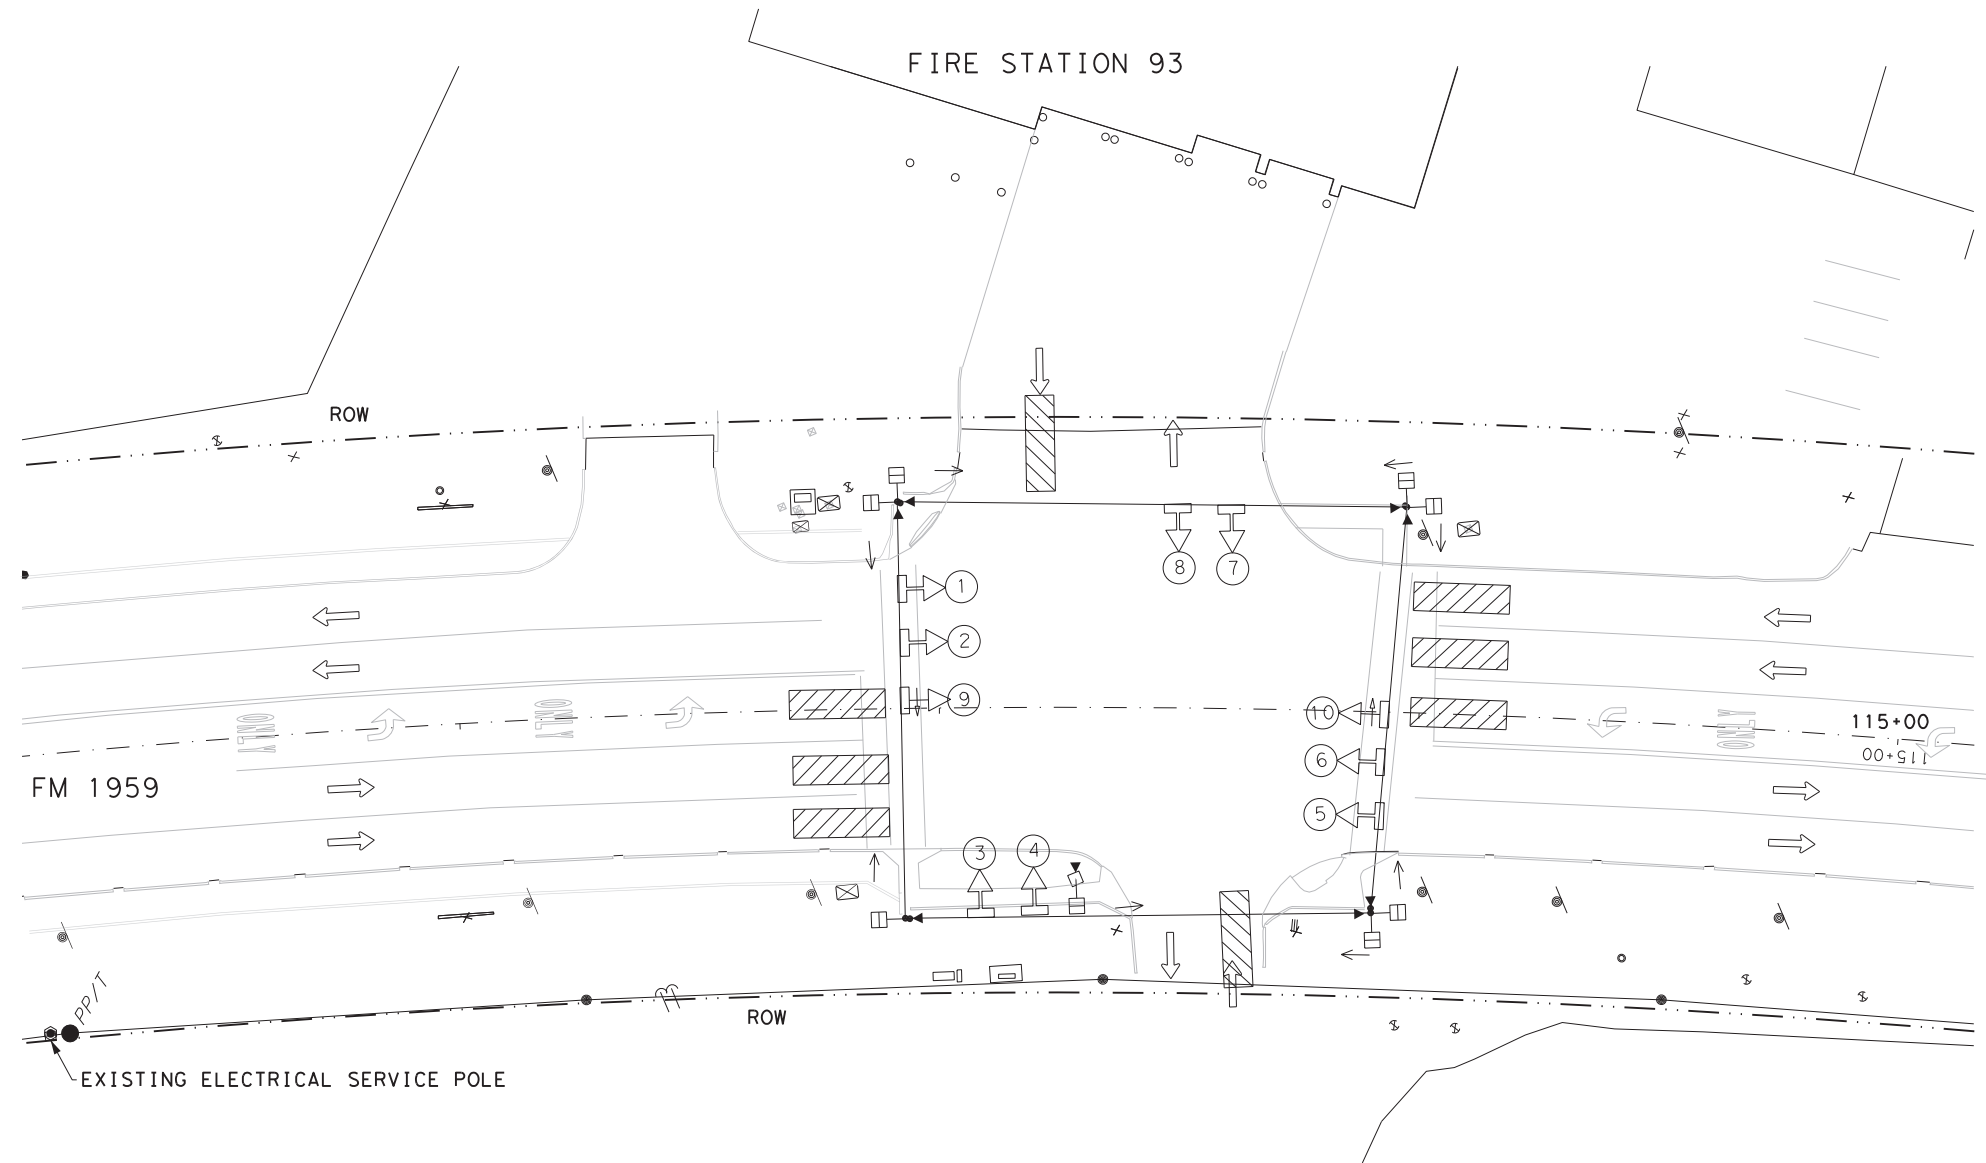 FIRE STATION 93
ROW
8
7
1
2
9
ONLY
ONLY
10
ONLY
115+00
115+00
6
FM 1959
5
3
4
PP/T
ROW
EXISTING ELECTRICAL SERVICE POLE